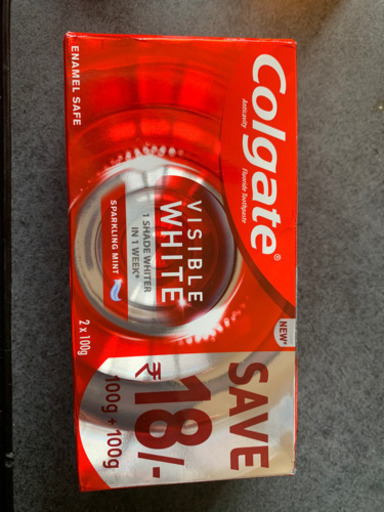 Colgate®
Anticavity Fluoride Toothpaste
NEW*
SAVE
₹18/-
100g + 100g
VISIBLE
WHITE
1 SHADE WHITER
IN 1 WEEK*
SPARKLING MINT
2 x 100g
ENAMEL SAFE